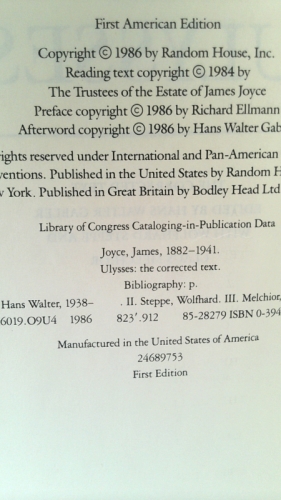 First American Edition
Copyright © 1986 by Random House, Inc.
Reading text copyright © 1984 by
The Trustees of the Estate of James Joyce
Preface copyright © 1986 by Richard Ellmann
Afterword copyright © 1986 by Hans Walter Gab
rights reserved under International and Pan-American
ventions. Published in the United States by Random H
w York. Published in Great Britain by Bodley Head Ltd
Library of Congress Cataloging-in-Publication Data
Joyce, James, 1882–1941.
Ulysses: the corrected text.
Bibliography: p.
Hans Walter, 1938– . II. Steppe, Wolfhard. III. Melchior,
6019.O9U4 1986 823'.912 85-28279 ISBN 0-394
Manufactured in the United States of America
24689753
First Edition